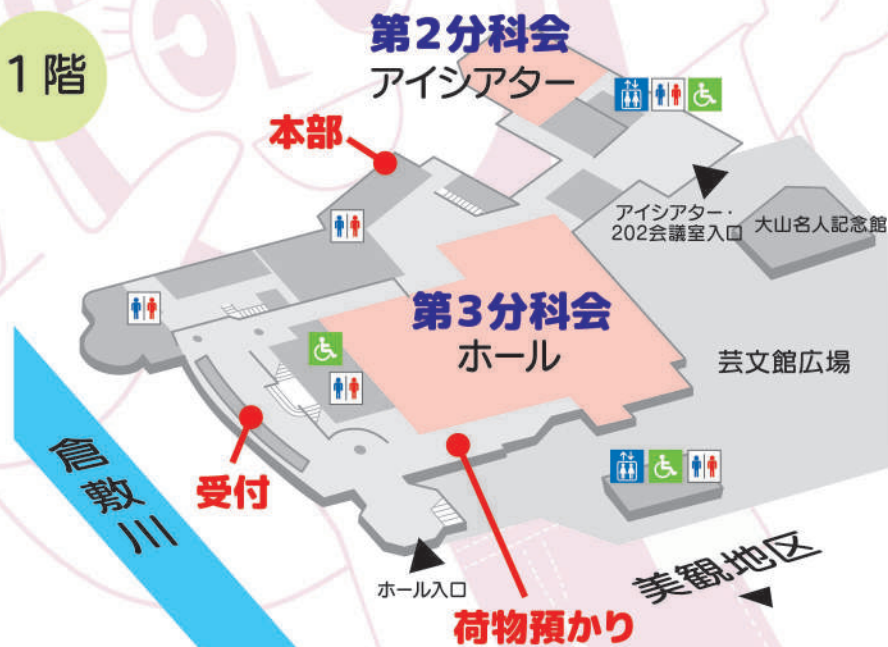 1階
第2分科会
アイシアター
本部
アイシアター・
202会議室入口
大山名人記念館
第3分科会
ホール
芸文館広場
倉敷川
受付
ホール入口
美観地区
荷物預かり